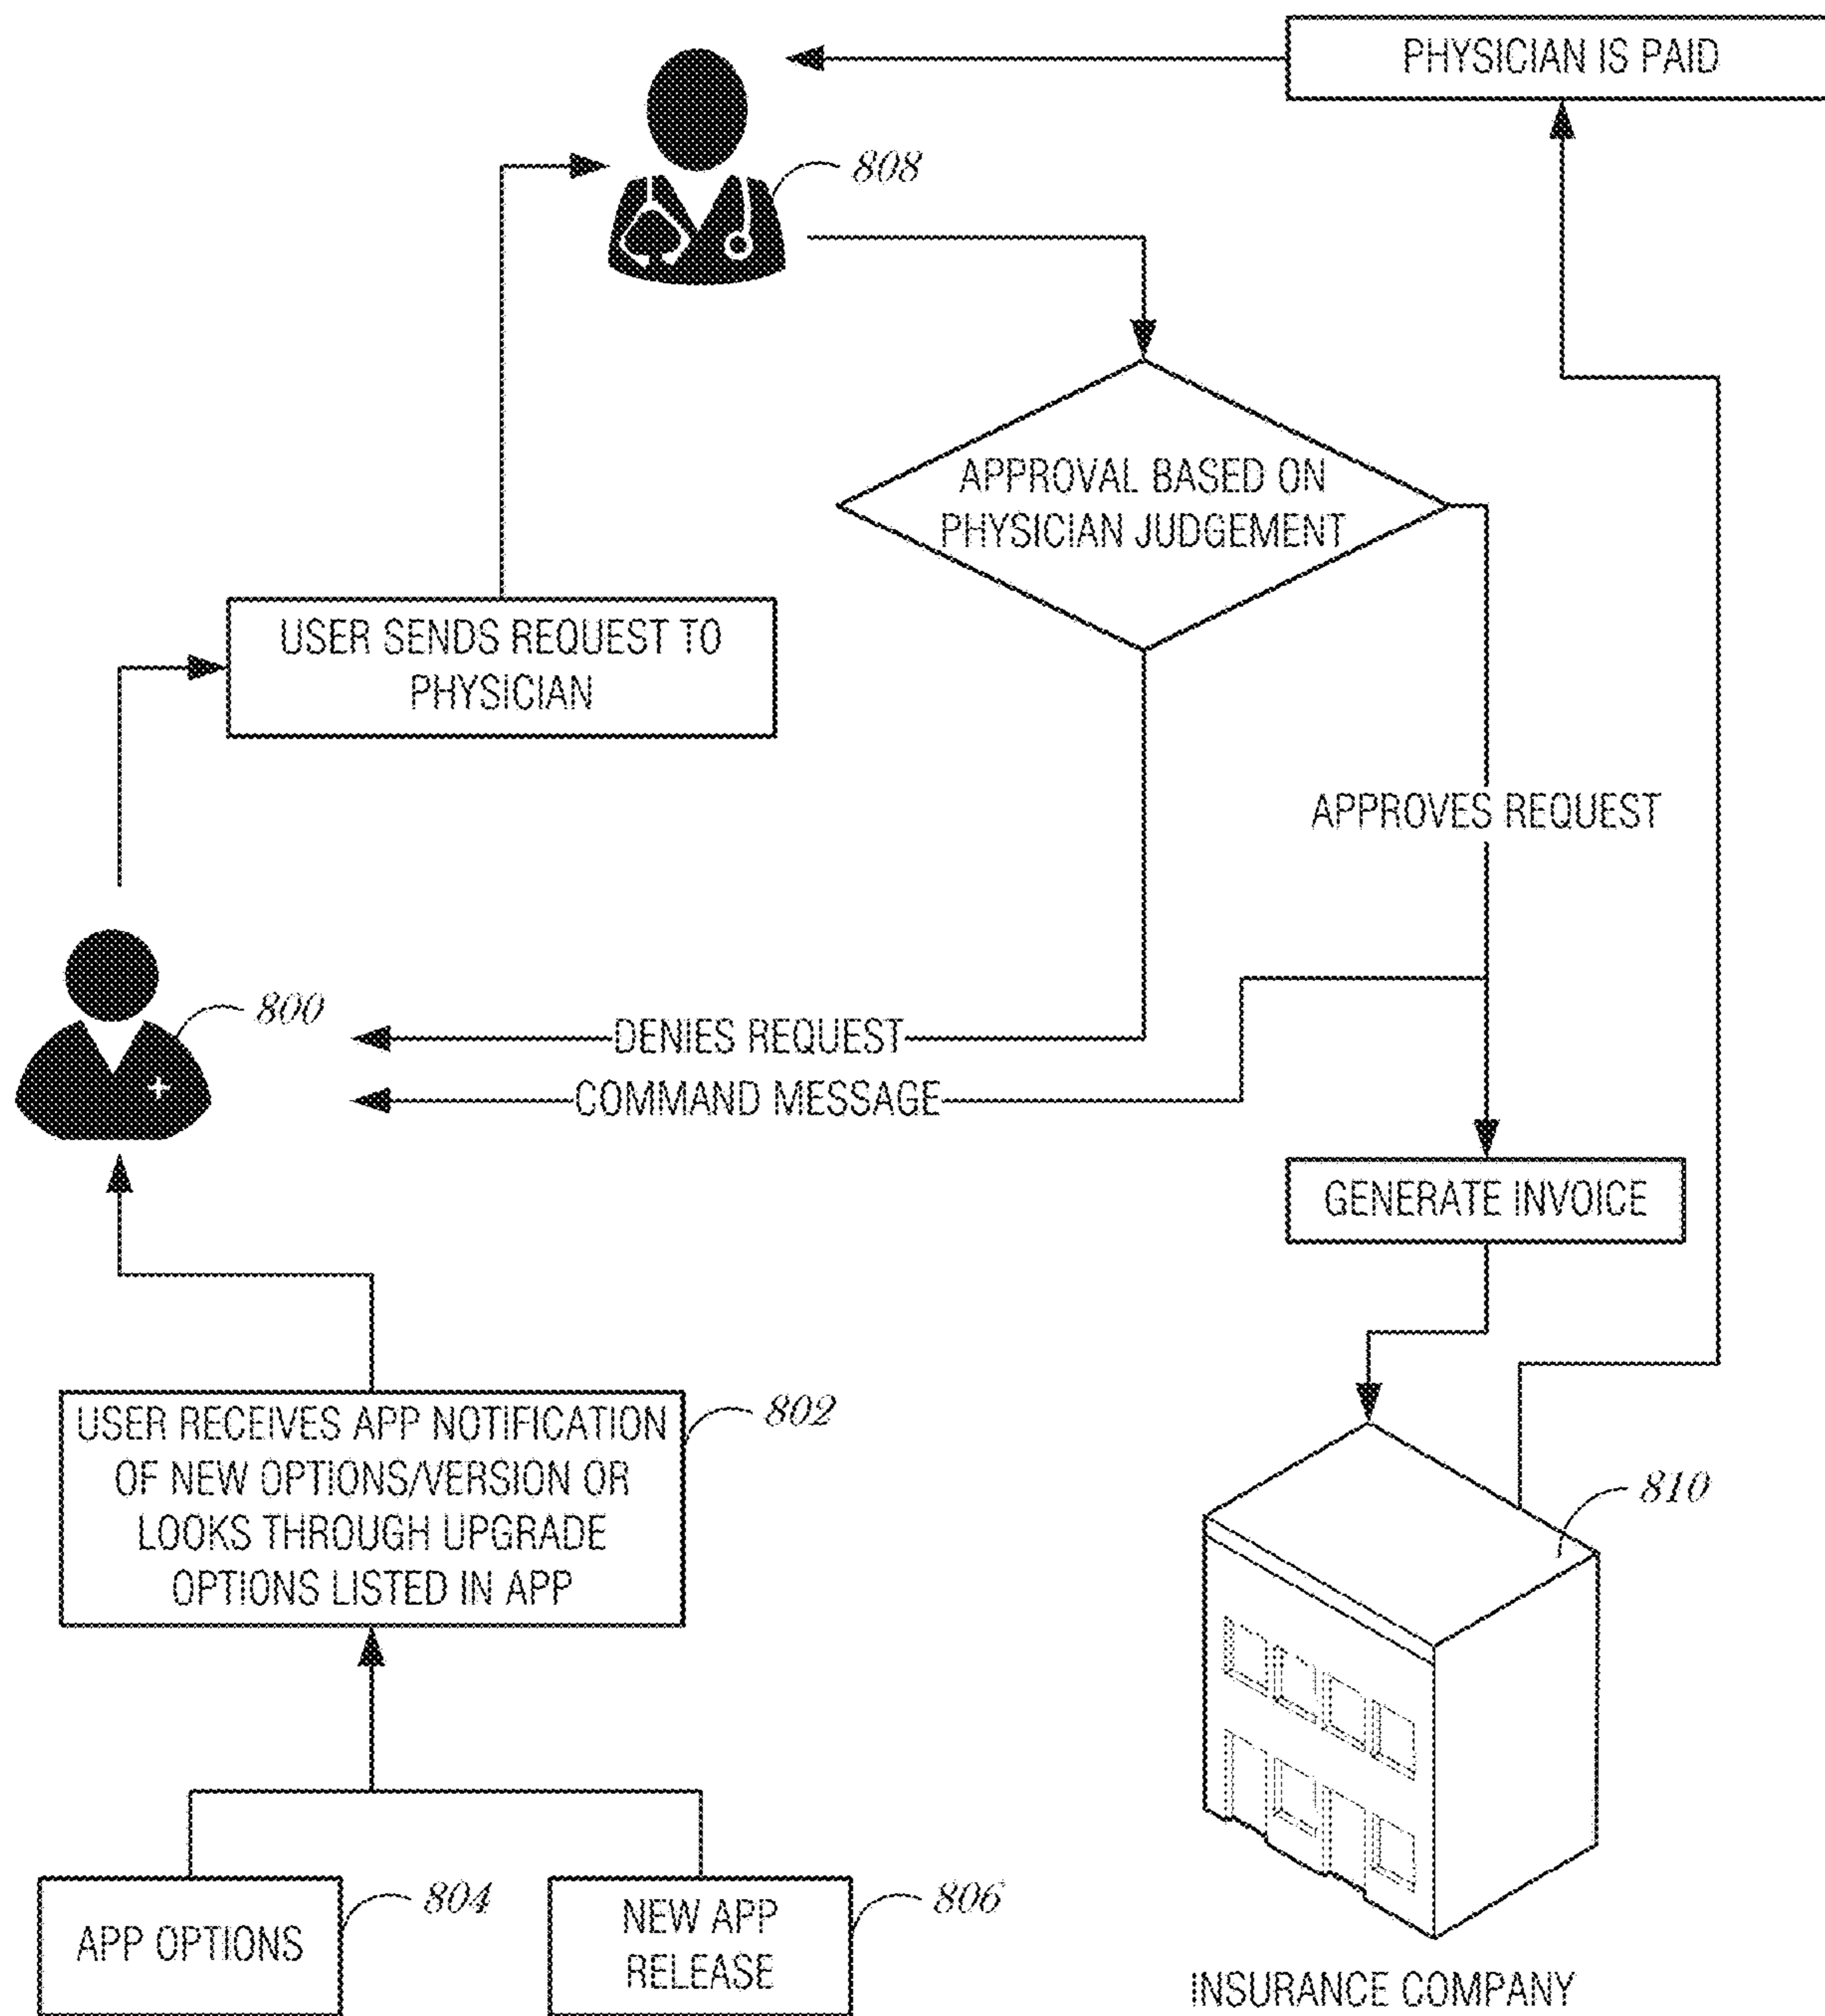 PHYSICIAN IS PAID
808
APPROVAL BASED ON
PHYSICIAN JUDGEMENT
USER SENDS REQUEST TO
PHYSICIAN
APPROVES REQUEST
800
DENIES REQUEST
COMMAND MESSAGE
GENERATE INVOICE
USER RECEIVES APP NOTIFICATION
OF NEW OPTIONS/VERSION OR
LOOKS THROUGH UPGRADE
OPTIONS LISTED IN APP
802
810
APP OPTIONS
804
NEW APP
RELEASE
806
INSURANCE COMPANY